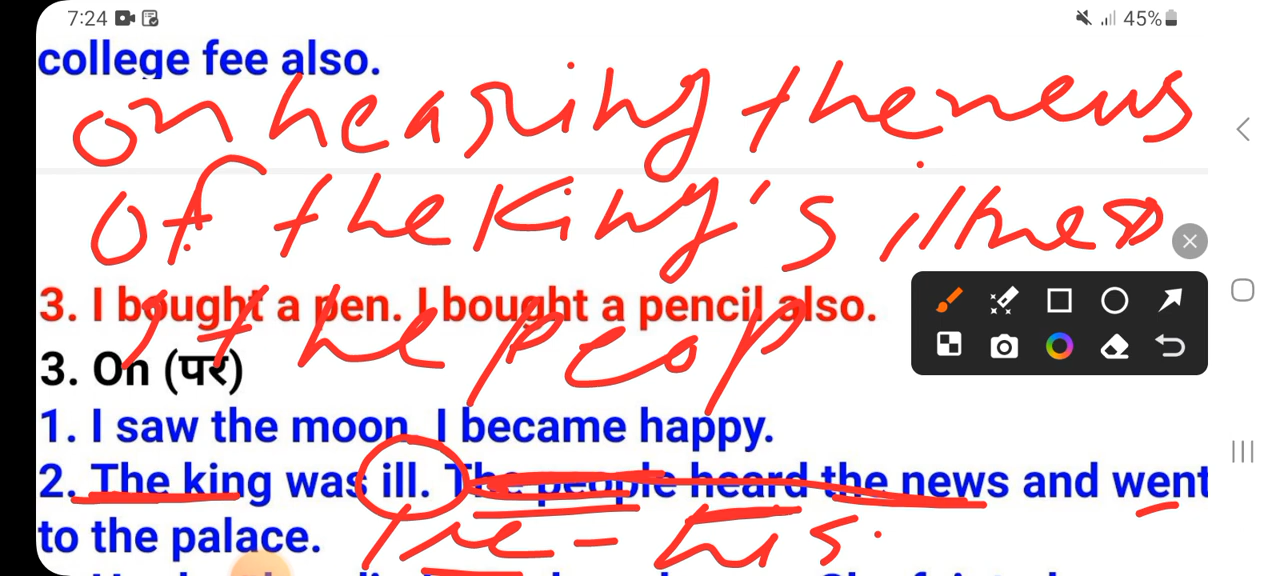 7:24 45%
college fee also.
on hearing the news
of the King's illness
3. I bought a pen. I bought a pencil also.
, the peop
3. On (पर)
1. I saw the moon. I became happy.
2. The king was ill. The people heard the news and went
to the palace.